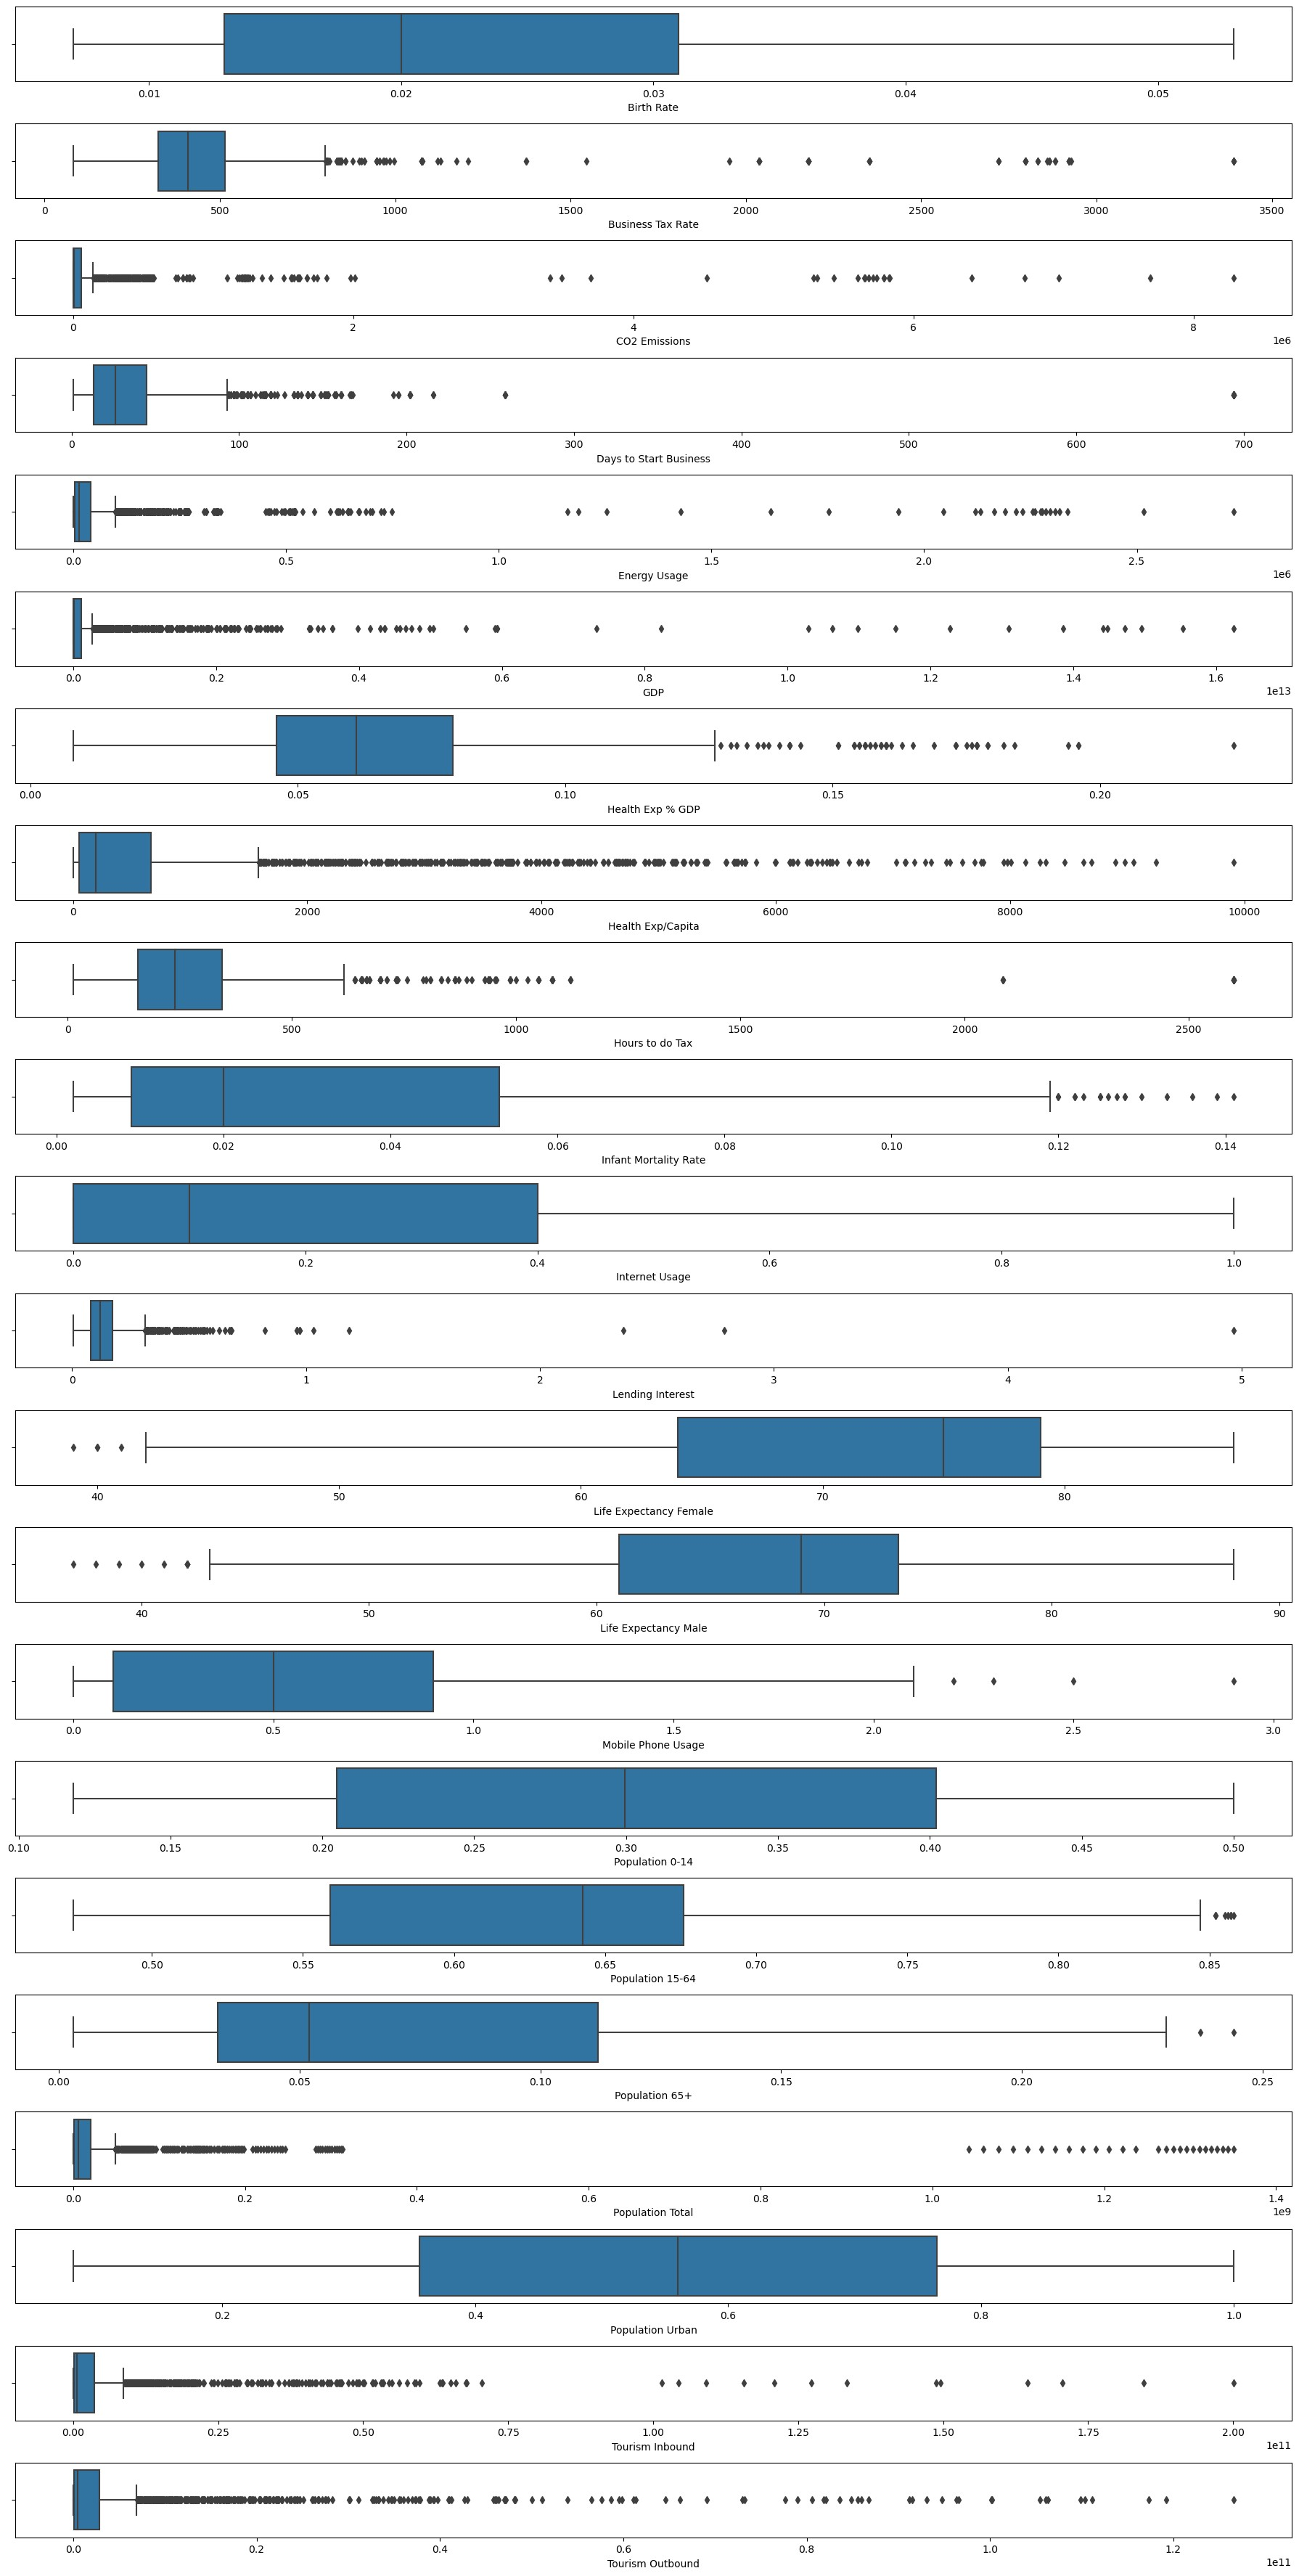 0.01 0.02 0.03 0.04 0.05
Birth Rate
0 500 1000 1500 2000 2500 3000 3500
Business Tax Rate
0 2 4 6 8
CO2 Emissions 1e6
0 100 200 300 400 500 600 700
Days to Start Business
0.0 0.5 1.0 1.5 2.0 2.5
Energy Usage 1e6
0.0 0.2 0.4 0.6 0.8 1.0 1.2 1.4 1.6
GDP 1e13
0.00 0.05 0.10 0.15 0.20
Health Exp % GDP
0 2000 4000 6000 8000 10000
Health Exp/Capita
0 500 1000 1500 2000 2500
Hours to do Tax
0.00 0.02 0.04 0.06 0.08 0.10 0.12 0.14
Infant Mortality Rate
0.0 0.2 0.4 0.6 0.8 1.0
Internet Usage
0 1 2 3 4 5
Lending Interest
40 50 60 70 80
Life Expectancy Female
40 50 60 70 80 90
Life Expectancy Male
0.0 0.5 1.0 1.5 2.0 2.5 3.0
Mobile Phone Usage
0.10 0.15 0.20 0.25 0.30 0.35 0.40 0.45 0.50
Population 0-14
0.50 0.55 0.60 0.65 0.70 0.75 0.80 0.85
Population 15-64
0.00 0.05 0.10 0.15 0.20 0.25
Population 65+
0.0 0.2 0.4 0.6 0.8 1.0 1.2 1.4
Population Total 1e9
0.2 0.4 0.6 0.8 1.0
Population Urban
0.00 0.25 0.50 0.75 1.00 1.25 1.50 1.75 2.00
Tourism Inbound 1e11
0.0 0.2 0.4 0.6 0.8 1.0 1.2
Tourism Outbound 1e11